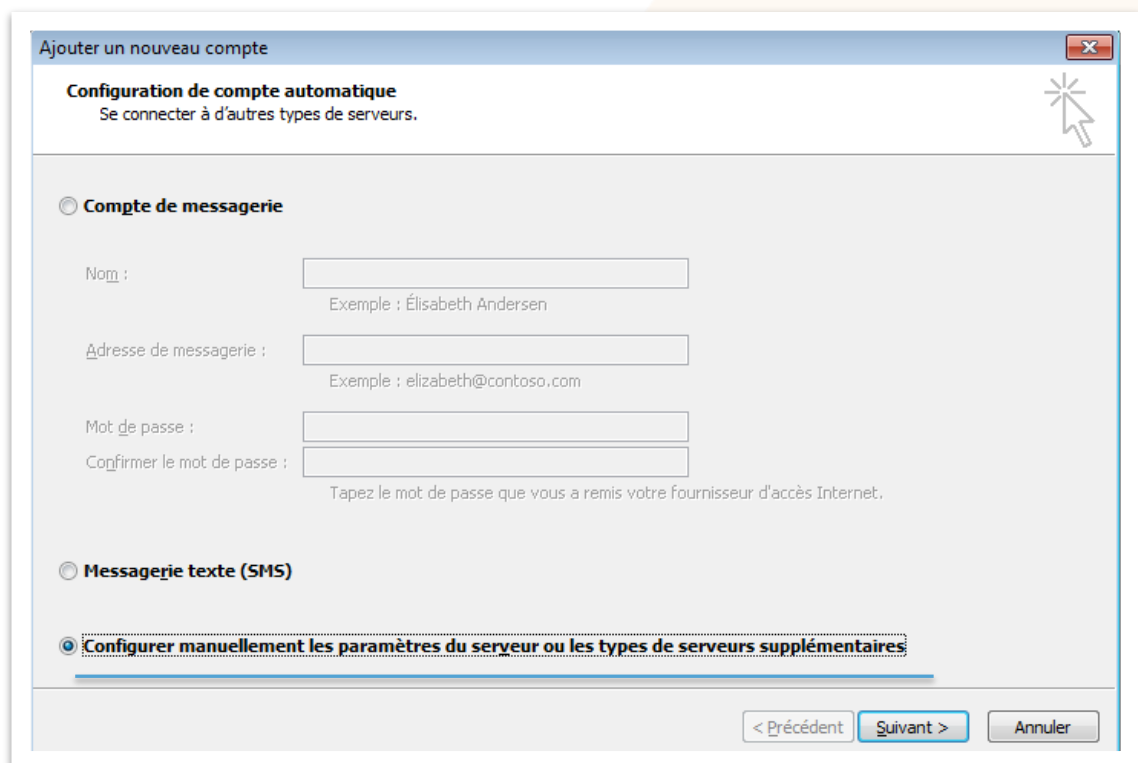 Ajouter un nouveau compte
Configuration de compte automatique
Se connecter à d'autres types de serveurs.
Compte de messagerie
Nom :
Exemple : Élisabeth Andersen
Adresse de messagerie :
Exemple : elizabeth@contoso.com
Mot de passe :
Confirmer le mot de passe :
Tapez le mot de passe que vous a remis votre fournisseur d'accès Internet.
Messagerie texte (SMS)
Configurer manuellement les paramètres du serveur ou les types de serveurs supplémentaires
< Précédent Suivant > Annuler